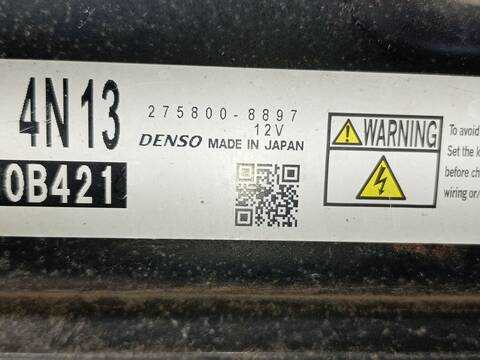 4N13
0B421
275800-8897
12V
DENSO MADE IN JAPAN
WARNING
To avoid
Set the
before ch
wiring or/